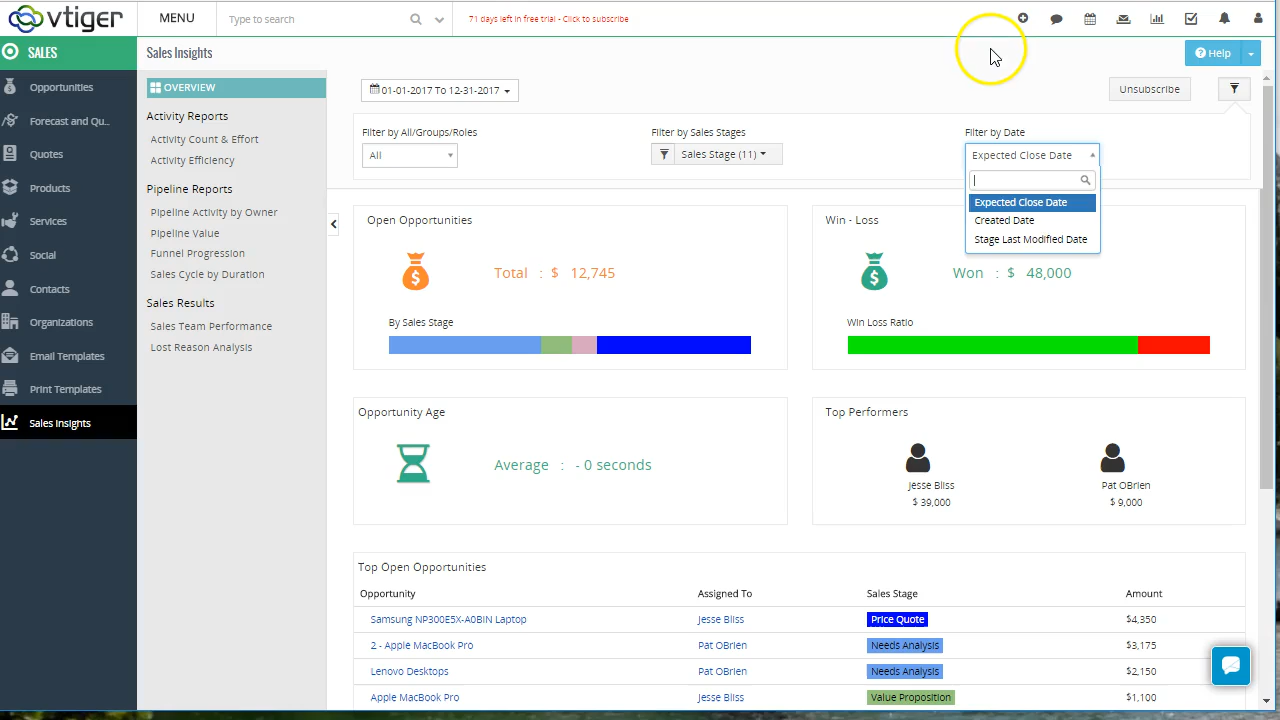 vtiger
MENU
Type to search
71 days left in free trial - Click to subscribe
SALES
Sales Insights
Help
Opportunities
Forecast and Qu...
Quotes
Products
Services
Social
Contacts
Organizations
Email Templates
Print Templates
Sales Insights
OVERVIEW
Activity Reports
Activity Count & Effort
Activity Efficiency
Pipeline Reports
Pipeline Activity by Owner
Pipeline Value
Funnel Progression
Sales Cycle by Duration
Sales Results
Sales Team Performance
Lost Reason Analysis
01-01-2017 To 12-31-2017
Unsubscribe
Filter by All/Groups/Roles
All
Filter by Sales Stages
Sales Stage (11)
Filter by Date
Expected Close Date
Expected Close Date
Created Date
Stage Last Modified Date
Open Opportunities
Total : $ 12,745
By Sales Stage
Win - Loss
Won : $ 48,000
Win Loss Ratio
Opportunity Age
Average : - 0 seconds
Top Performers
Jesse Bliss
$ 39,000
Pat OBrien
$ 9,000
Top Open Opportunities
Opportunity Assigned To Sales Stage Amount
Samsung NP300E5X-A0BIN Laptop Jesse Bliss Price Quote $4,350
2 - Apple MacBook Pro Pat OBrien Needs Analysis $3,175
Lenovo Desktops Pat OBrien Needs Analysis $2,150
Apple MacBook Pro Jesse Bliss Value Proposition $1,100